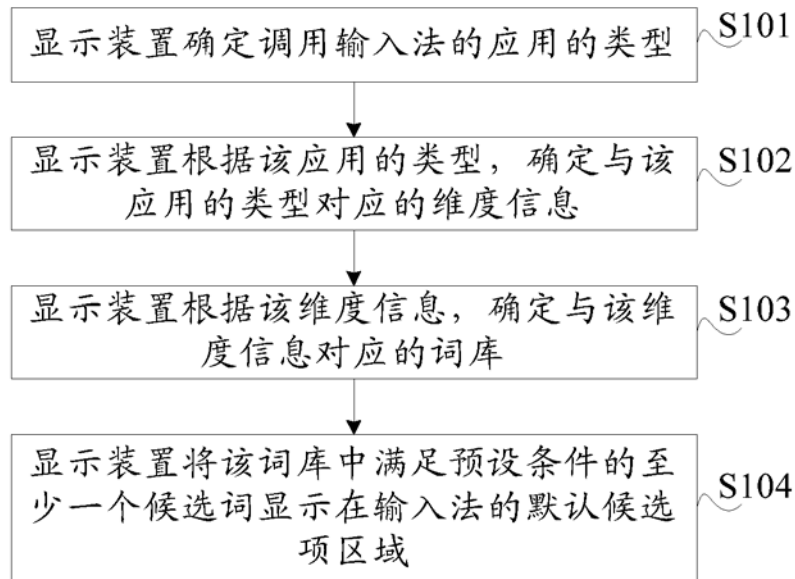 显示装置确定调用输入法的应用的类型
S101
显示装置根据该应用的类型，确定与该
应用的类型对应的维度信息
S102
显示装置根据该维度信息，确定与该维
度信息对应的词库
S103
显示装置将该词库中满足预设条件的至
少一个候选词显示在输入法的默认候选
项区域
S104